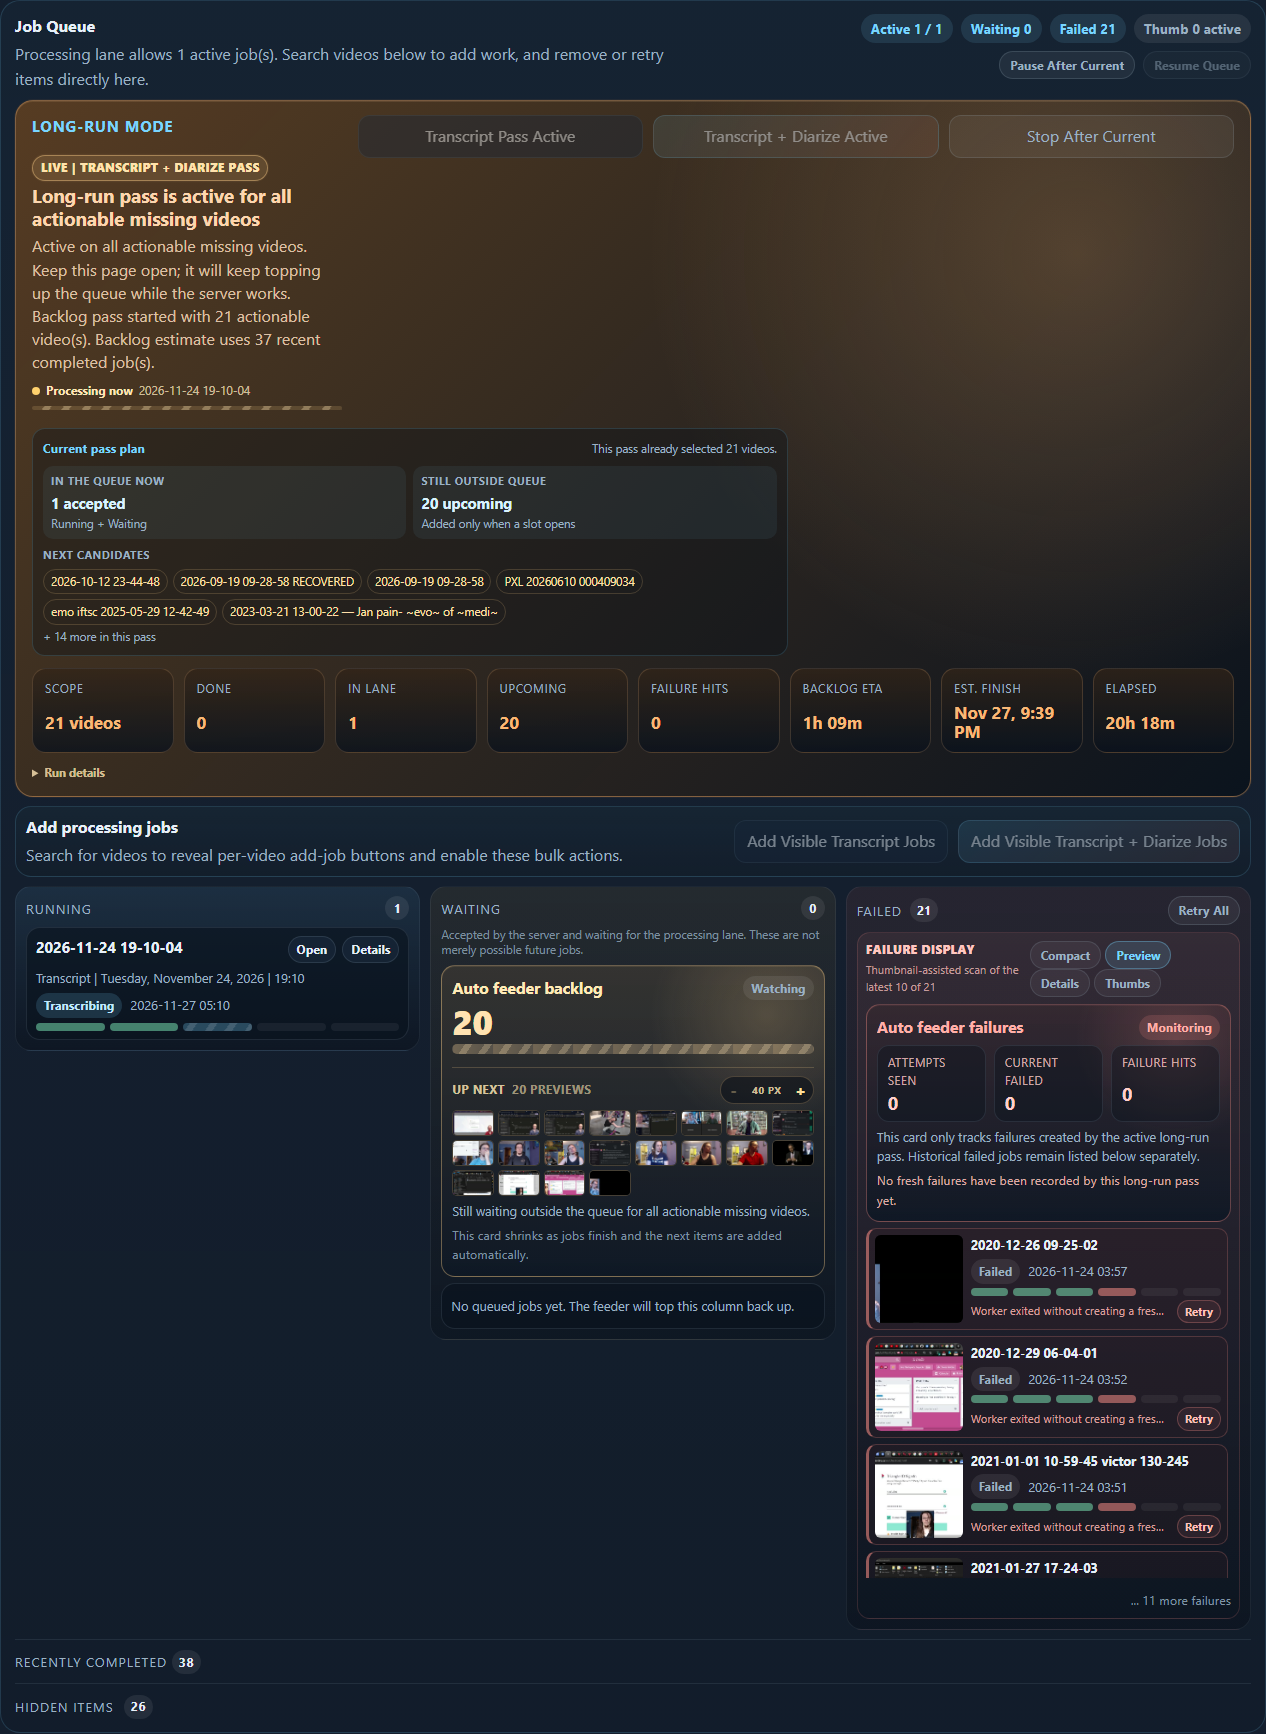 Job Queue
Processing lane allows 1 active job(s). Search videos below to add work, and remove or retry
items directly here.
Active 1 / 1
Waiting 0
Failed 21
Thumb 0 active
Pause After Current
Resume Queue
LONG-RUN MODE
Transcript Pass Active
Transcript + Diarize Active
Stop After Current
LIVE | TRANSCRIPT + DIARIZE PASS
Long-run pass is active for all
actionable missing videos
Active on all actionable missing videos.
Keep this page open; it will keep topping
up the queue while the server works.
Backlog pass started with 21 actionable
video(s). Backlog estimate uses 37 recent
completed job(s).
Processing now 2026-11-24 19-10-04
Current pass plan
This pass already selected 21 videos.
IN THE QUEUE NOW
1 accepted
Running + Waiting
STILL OUTSIDE QUEUE
20 upcoming
Added only when a slot opens
NEXT CANDIDATES
2026-10-12 23-44-48
2026-09-19 09-28-58 RECOVERED
2026-09-19 09-28-58
PXL 20260610 000409034
emo iftsc 2025-05-29 12-42-49
2023-03-21 13-00-22 — Jan pain- ~evo~ of ~medi~
+ 14 more in this pass
SCOPE
21 videos
DONE
0
IN LANE
1
UPCOMING
20
FAILURE HITS
0
BACKLOG ETA
1h 09m
EST. FINISH
Nov 27, 9:39
PM
ELAPSED
20h 18m
Run details
Add processing jobs
Search for videos to reveal per-video add-job buttons and enable these bulk actions.
Add Visible Transcript Jobs
Add Visible Transcript + Diarize Jobs
RUNNING
1
2026-11-24 19-10-04
Open
Details
Transcript | Tuesday, November 24, 2026 | 19:10
Transcribing
2026-11-27 05:10
WAITING
0
Accepted by the server and waiting for the processing lane. These are not
merely possible future jobs.
Auto feeder backlog
Watching
20
UP NEXT 20 PREVIEWS
- 40 PX +
Still waiting outside the queue for all actionable missing videos.
This card shrinks as jobs finish and the next items are added
automatically.
No queued jobs yet. The feeder will top this column back up.
FAILED 21
Retry All
FAILURE DISPLAY
Thumbnail-assisted scan of the
latest 10 of 21
Compact
Preview
Details
Thumbs
Auto feeder failures
Monitoring
ATTEMPTS
SEEN
0
CURRENT
FAILED
0
FAILURE HITS
0
This card only tracks failures created by the active long-run
pass. Historical failed jobs remain listed below separately.
No fresh failures have been recorded by this long-run pass
yet.
2020-12-26 09-25-02
Failed
2026-11-24 03:57
Worker exited without creating a fres...
Retry
2020-12-29 06-04-01
Failed
2026-11-24 03:52
Worker exited without creating a fres...
Retry
2021-01-01 10-59-45 victor 130-245
Failed
2026-11-24 03:51
Worker exited without creating a fres...
Retry
2021-01-27 17-24-03
... 11 more failures
RECENTLY COMPLETED 38
HIDDEN ITEMS 26